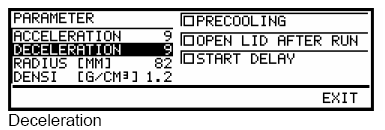 PARAMETER
ACCELERATION 9
DECELERATION 9
RADIUS [MM] 82
DENSI [G/CM³] 1.2
PRECOOLING
OPEN LID AFTER RUN
START DELAY
EXIT
Deceleration